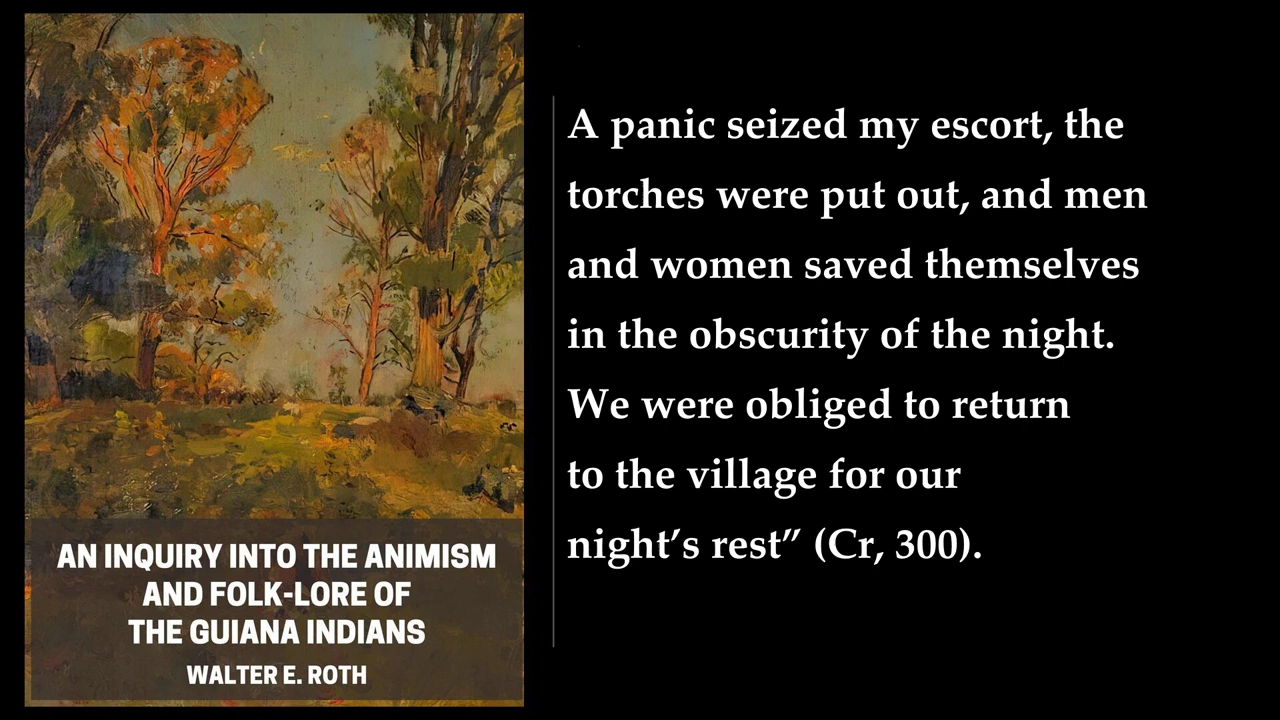 AN INQUIRY INTO THE ANIMISM
AND FOLK-LORE OF
THE GUIANA INDIANS
WALTER E. ROTH
A panic seized my escort, the
torches were put out, and men
and women saved themselves
in the obscurity of the night.
We were obliged to return
to the village for our
night’s rest” (Cr, 300).